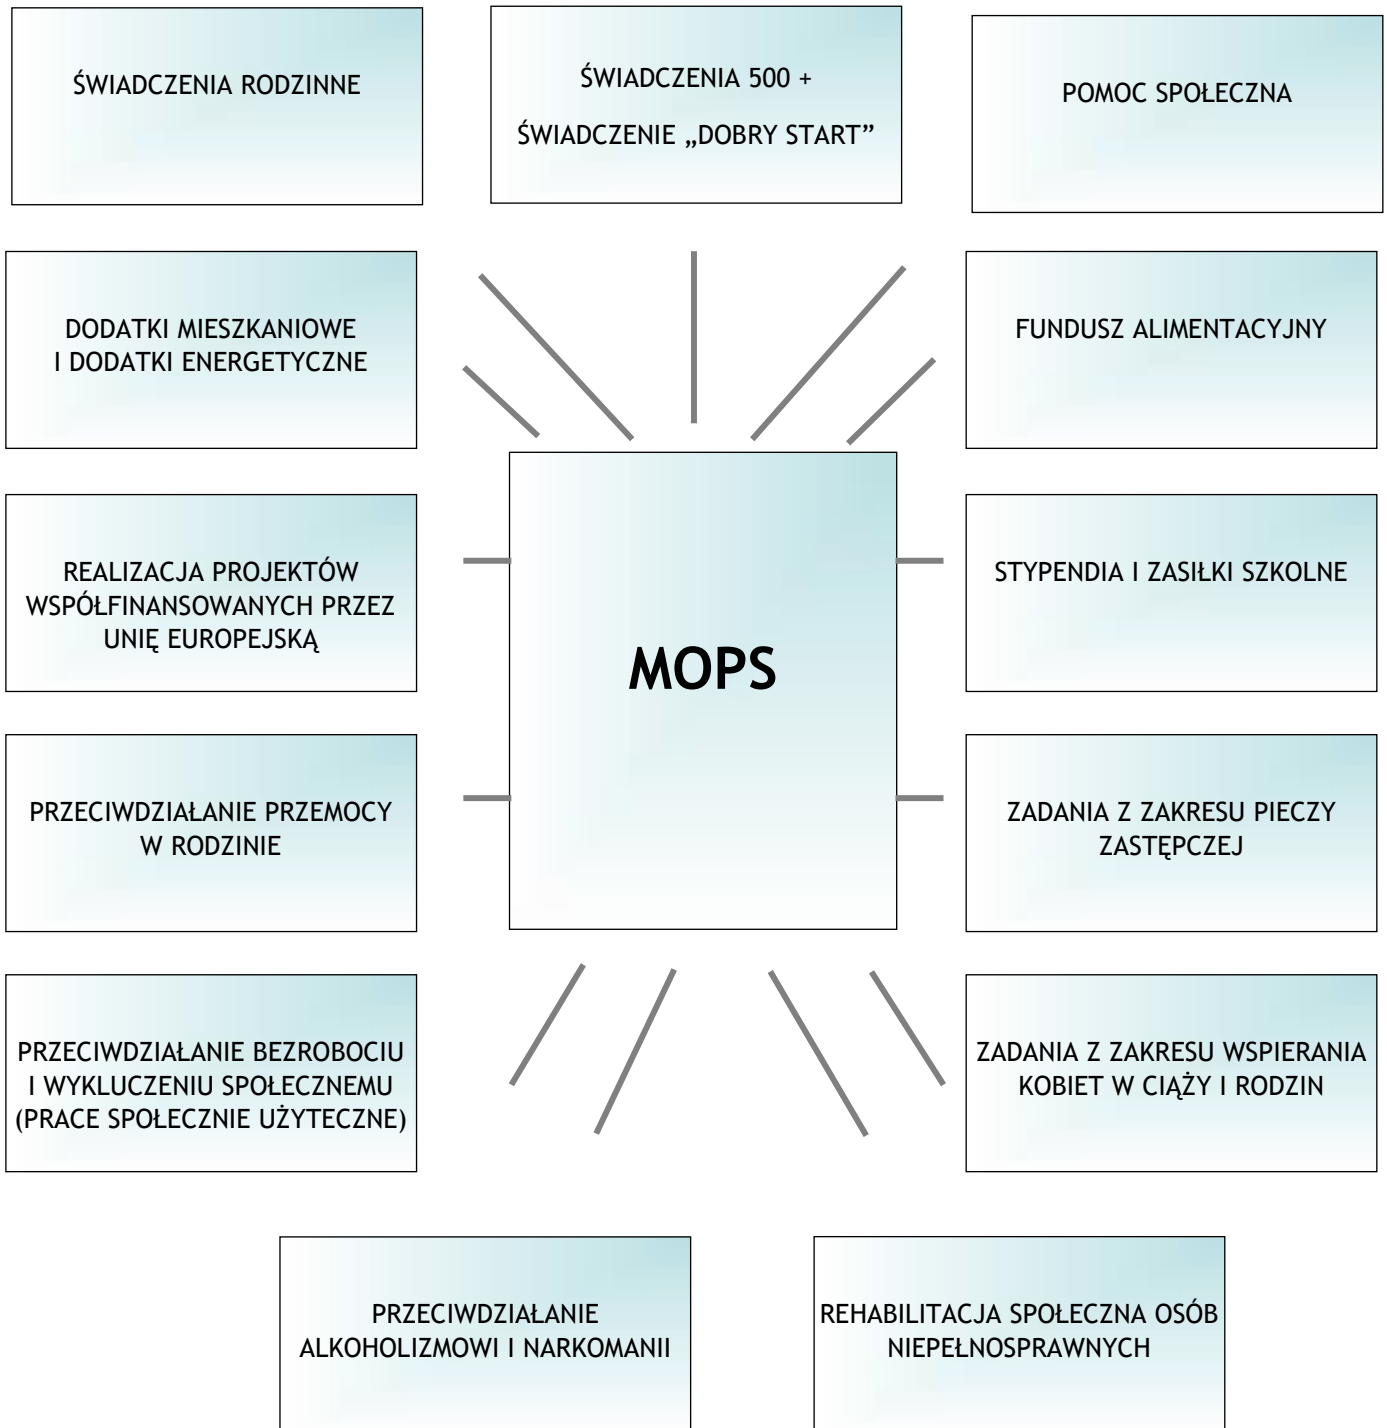 ŚWIADCZENIA RODZINNE
ŚWIADCZENIA 500 +
ŚWIADCZENIE „DOBRY START”
POMOC SPOŁECZNA
DODATKI MIESZKANIOWE
I DODATKI ENERGETYCZNE
FUNDUSZ ALIMENTACYJNY
REALIZACJA PROJEKTÓW
WSPÓŁFINANSOWANYCH PRZEZ
UNIĘ EUROPEJSKĄ
MOPS
STYPENDIA I ZASIŁKI SZKOLNE
PRZECIWDZIAŁANIE PRZEMOCY
W RODZINIE
ZADANIA Z ZAKRESU PIECZY
ZASTĘPCZEJ
PRZECIWDZIAŁANIE BEZROBOCIU
I WYKLUCZENIU SPOŁECZNEMU
(PRACE SPOŁECZNIE UŻYTECZNE)
ZADANIA Z ZAKRESU WSPIERANIA
KOBIET W CIĄŻY I RODZIN
PRZECIWDZIAŁANIE
ALKOHOLIZMOWI I NARKOMANII
REHABILITACJA SPOŁECZNA OSÓB
NIEPEŁNOSPRAWNYCH